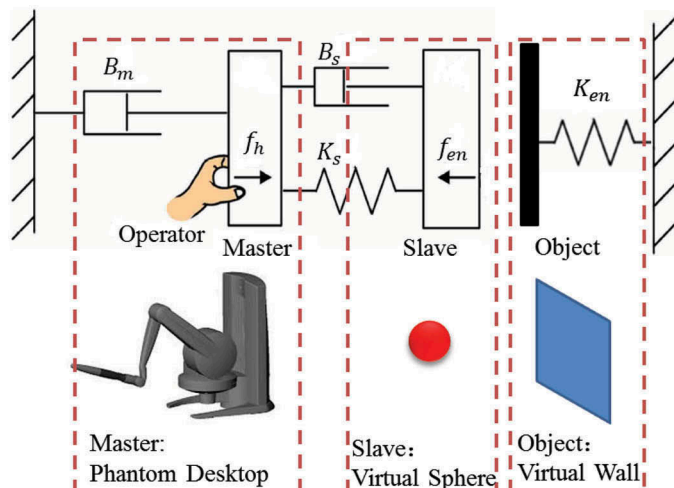 B_m
B_s
K_en
f_h
K_s
f_en
Operator
Master
Slave
Object
Master:
Phantom Desktop
Slave：
Virtual Sphere
Object：
Virtual Wall